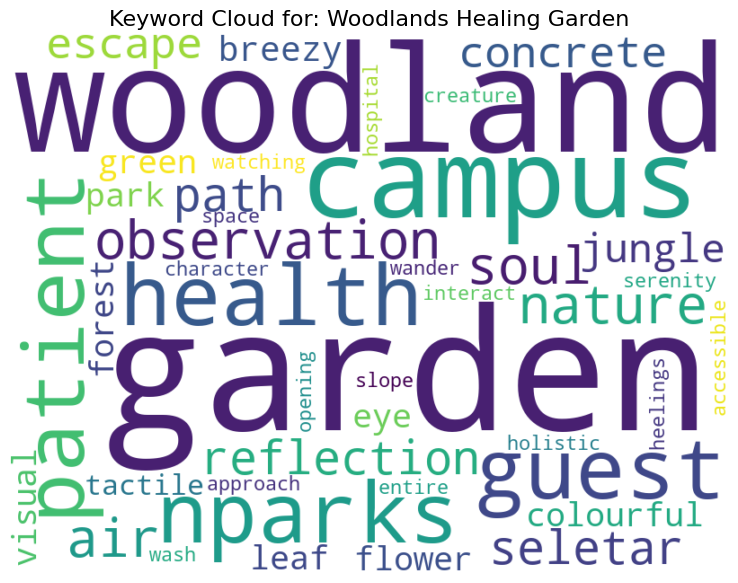 Keyword Cloud for: Woodlands Healing Garden
escape
breezy
concrete
woodland
hospital
creature
green
watching
campus
park
path
space
patient
observation
soul
jungle
forest
character
health
wander
interact
nature
serenity
garden
accessible
opening
slope
eye
heelings
visual
reflection
holistic
guest
tactile
approach
entire
nparks
colourful
air
wash
leaf
flower
seletar